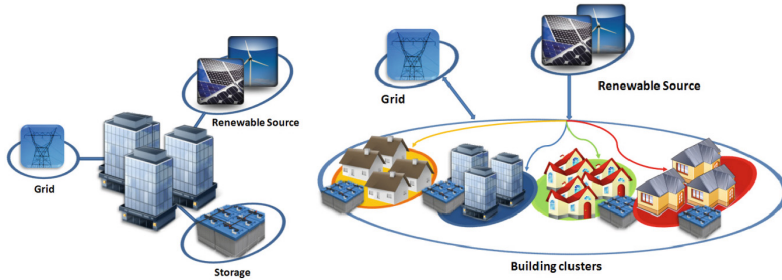 Renewable Source
Grid
Storage
Grid
Renewable Source
Building clusters